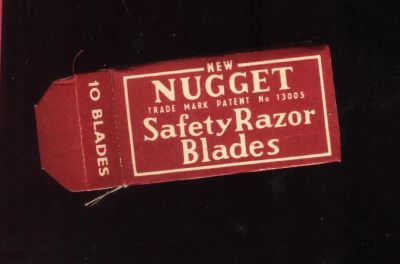 NEW
NUGGET
TRADE MARK PATENT No 13005
Safety Razor
Blades
10 BLADES